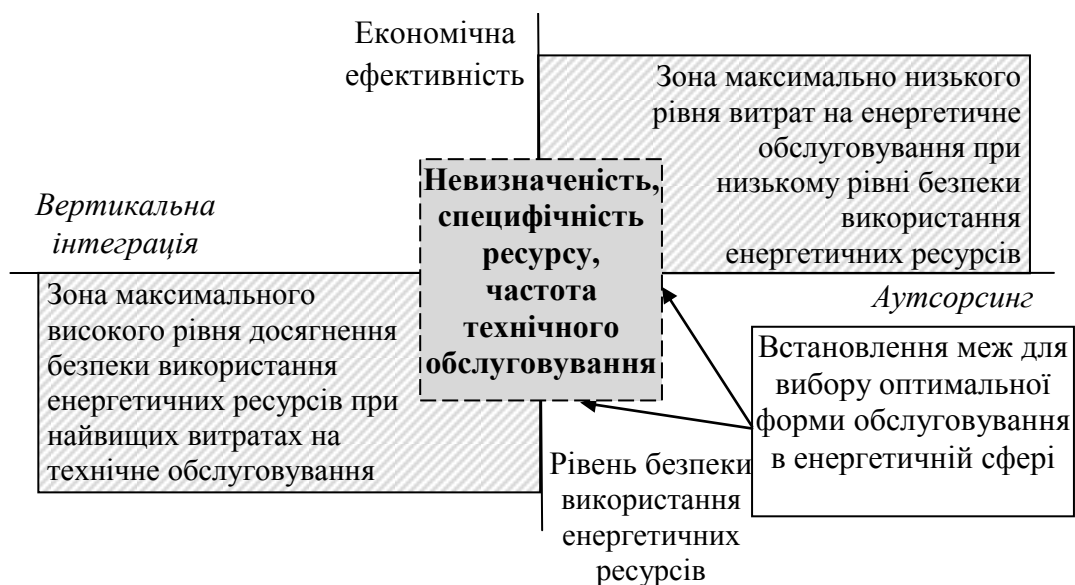 Економічна
ефективність
Зона максимально низького
рівня витрат на енергетичне
обслуговування при
низькому рівні безпеки
використання
енергетичних ресурсів
Невизначеність,
специфічність
ресурсу,
частота
технічного
обслуговування
Вертикальна
інтеграція
Зона максимального
високого рівня досягнення
безпеки використання
енергетичних ресурсів при
найвищих витратах на
технічне обслуговування
Аутсорсинг
Встановлення меж для
вибору оптимальної
форми обслуговування
в енергетичній сфері
Рівень безпеки
використання
енергетичних
ресурсів